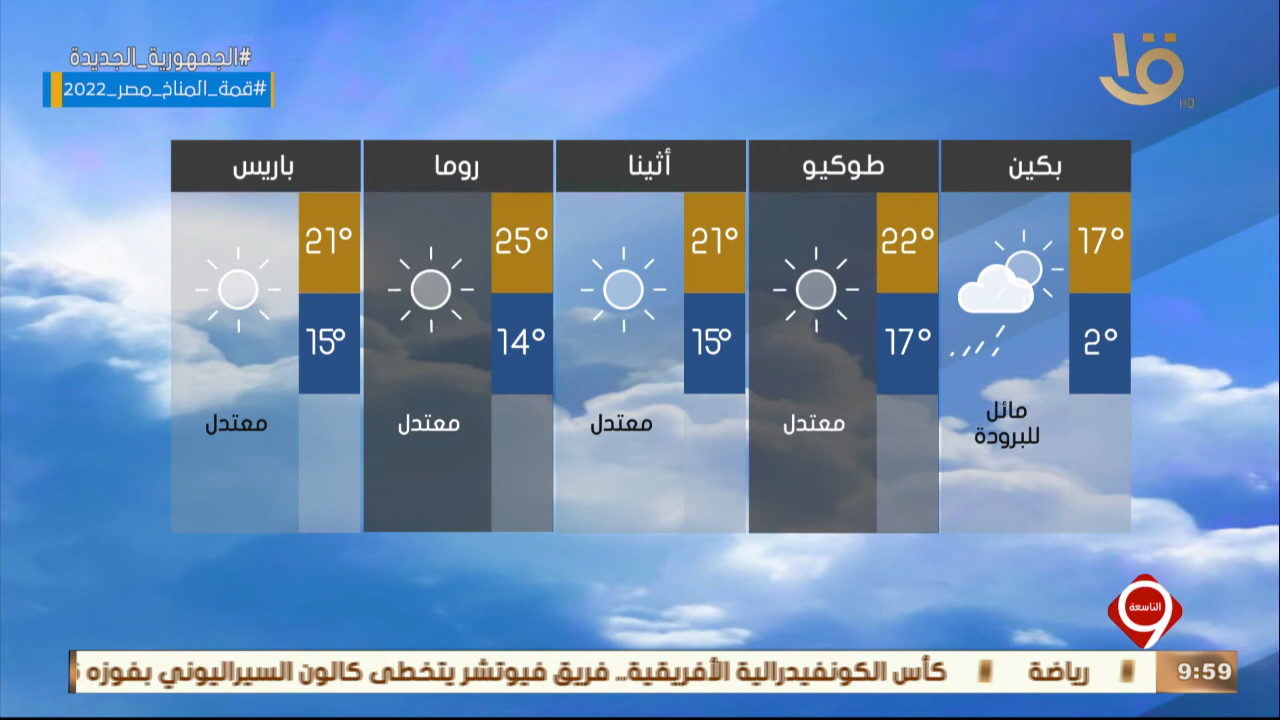 #الجمهورية_الجديدة
#قمة_المناخ_مصر_2022
HD
بكين
17°
2°
مائل
للبرودة
طوكيو
22°
17°
معتدل
أثينا
21°
15°
معتدل
روما
25°
14°
معتدل
باريس
21°
15°
معتدل
التاسعة
9
9:59
رياضة
كأس الكونفيدرالية الأفريقية.. فريق فيوتشر يتخطى كالون السيراليوني بفوزه